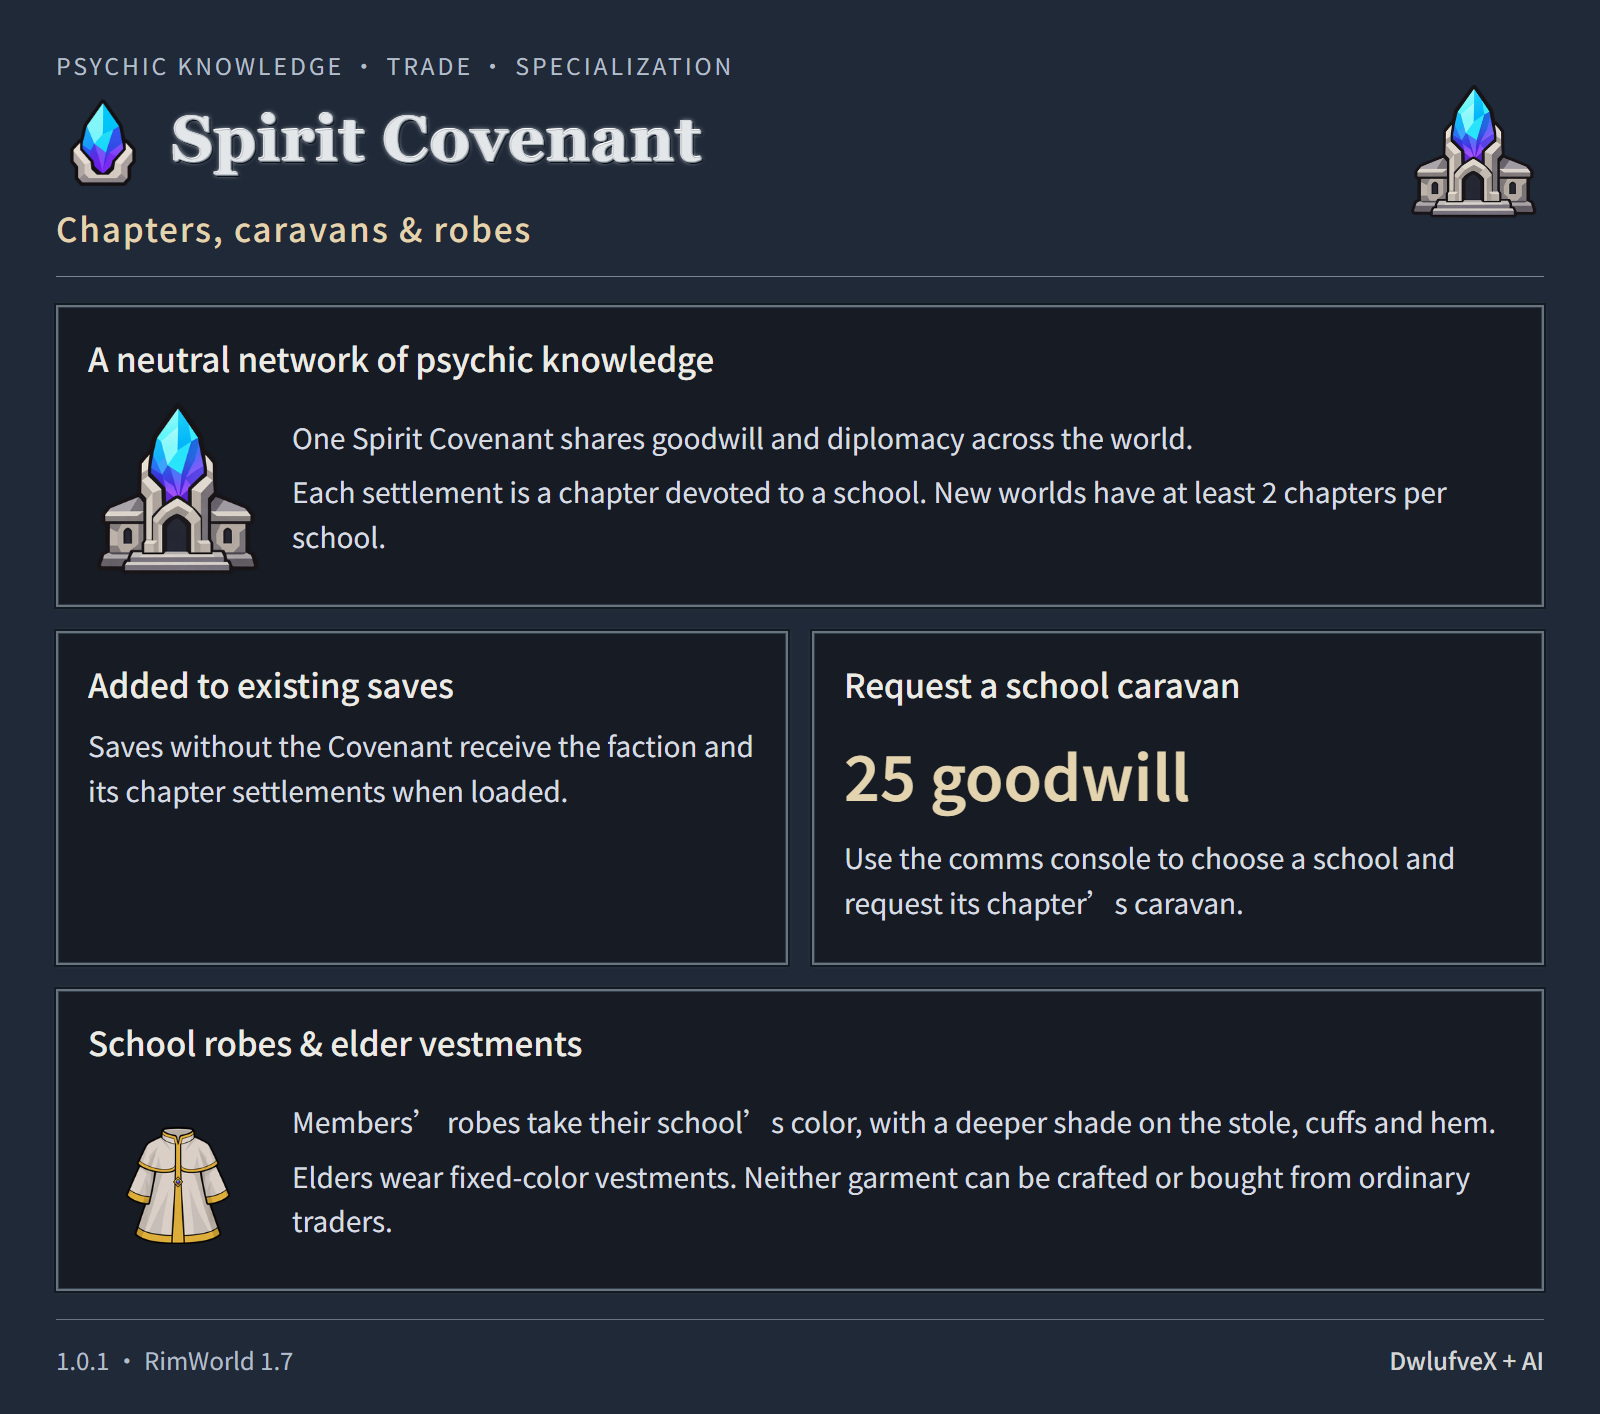 PSYCHIC KNOWLEDGE • TRADE • SPECIALIZATION
Spirit Covenant
Chapters, caravans & robes
A neutral network of psychic knowledge
One Spirit Covenant shares goodwill and diplomacy across the world.
Each settlement is a chapter devoted to a school. New worlds have at least 2 chapters per
school.
Added to existing saves
Saves without the Covenant receive the faction and
its chapter settlements when loaded.
Request a school caravan
25 goodwill
Use the comms console to choose a school and
request its chapter’s caravan.
School robes & elder vestments
Members’ robes take their school’s color, with a deeper shade on the stole, cuffs and hem.
Elders wear fixed-color vestments. Neither garment can be crafted or bought from ordinary
traders.
1.0.1 • RimWorld 1.7
DwlufveX + AI